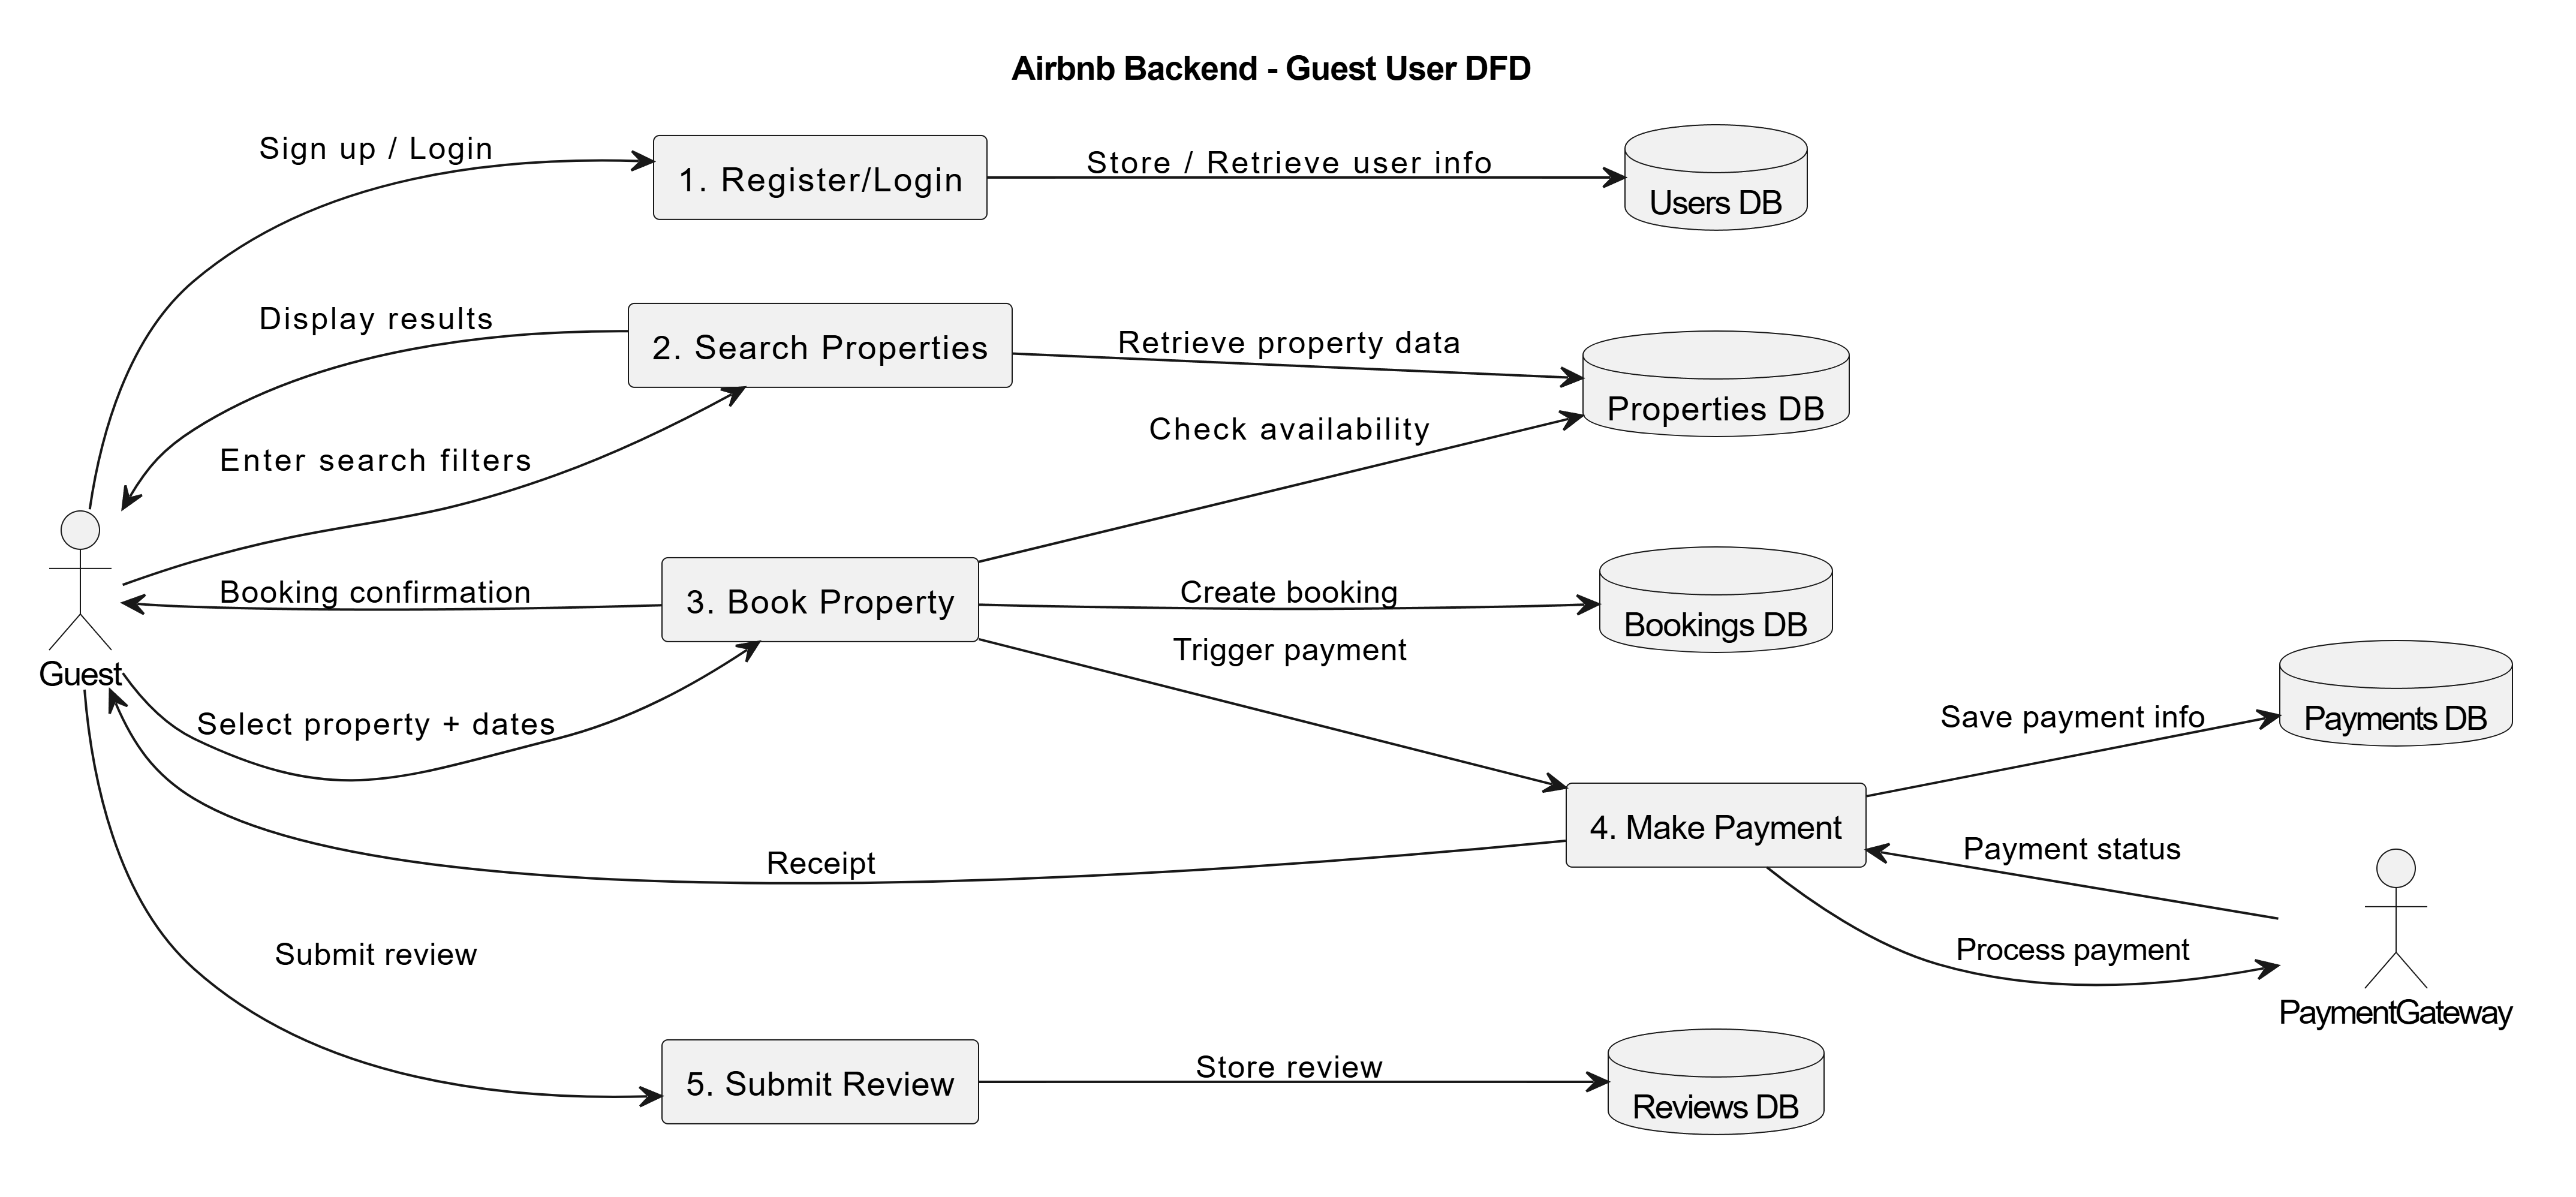 Airbnb Backend - Guest User DFD
Sign up / Login
1. Register/Login
Store / Retrieve user info
Users DB
Display results
2. Search Properties
Retrieve property data
Properties DB
Check availability
Enter search filters
Booking confirmation
3. Book Property
Create booking
Bookings DB
Trigger payment
Guest
Select property + dates
Save payment info
Payments DB
4. Make Payment
Receipt
Payment status
Submit review
Process payment
PaymentGateway
5. Submit Review
Store review
Reviews DB